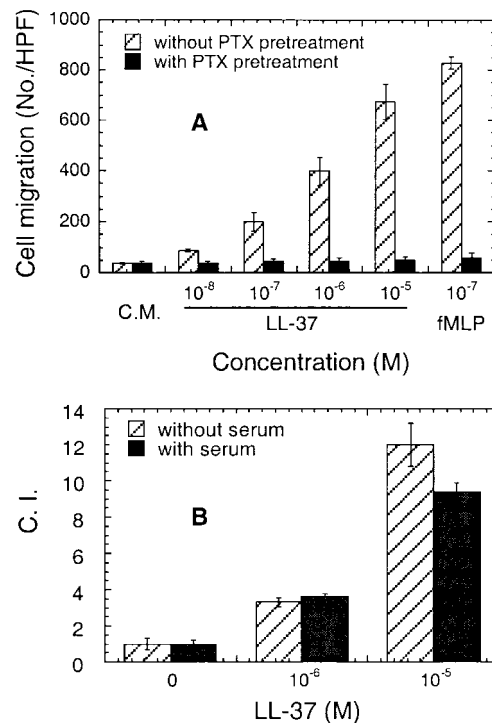 1000
800
600
400
200
0
Cell migration (No./HPF)
without PTX pretreatment
with PTX pretreatment
A
C.M.
10⁻⁸ 10⁻⁷ 10⁻⁶ 10⁻⁵ 10⁻⁷
LL-37 fMLP
Concentration (M)
14
12
10
8
6
4
2
0
C. I.
without serum
with serum
B
0 10⁻⁶ 10⁻⁵
LL-37 (M)